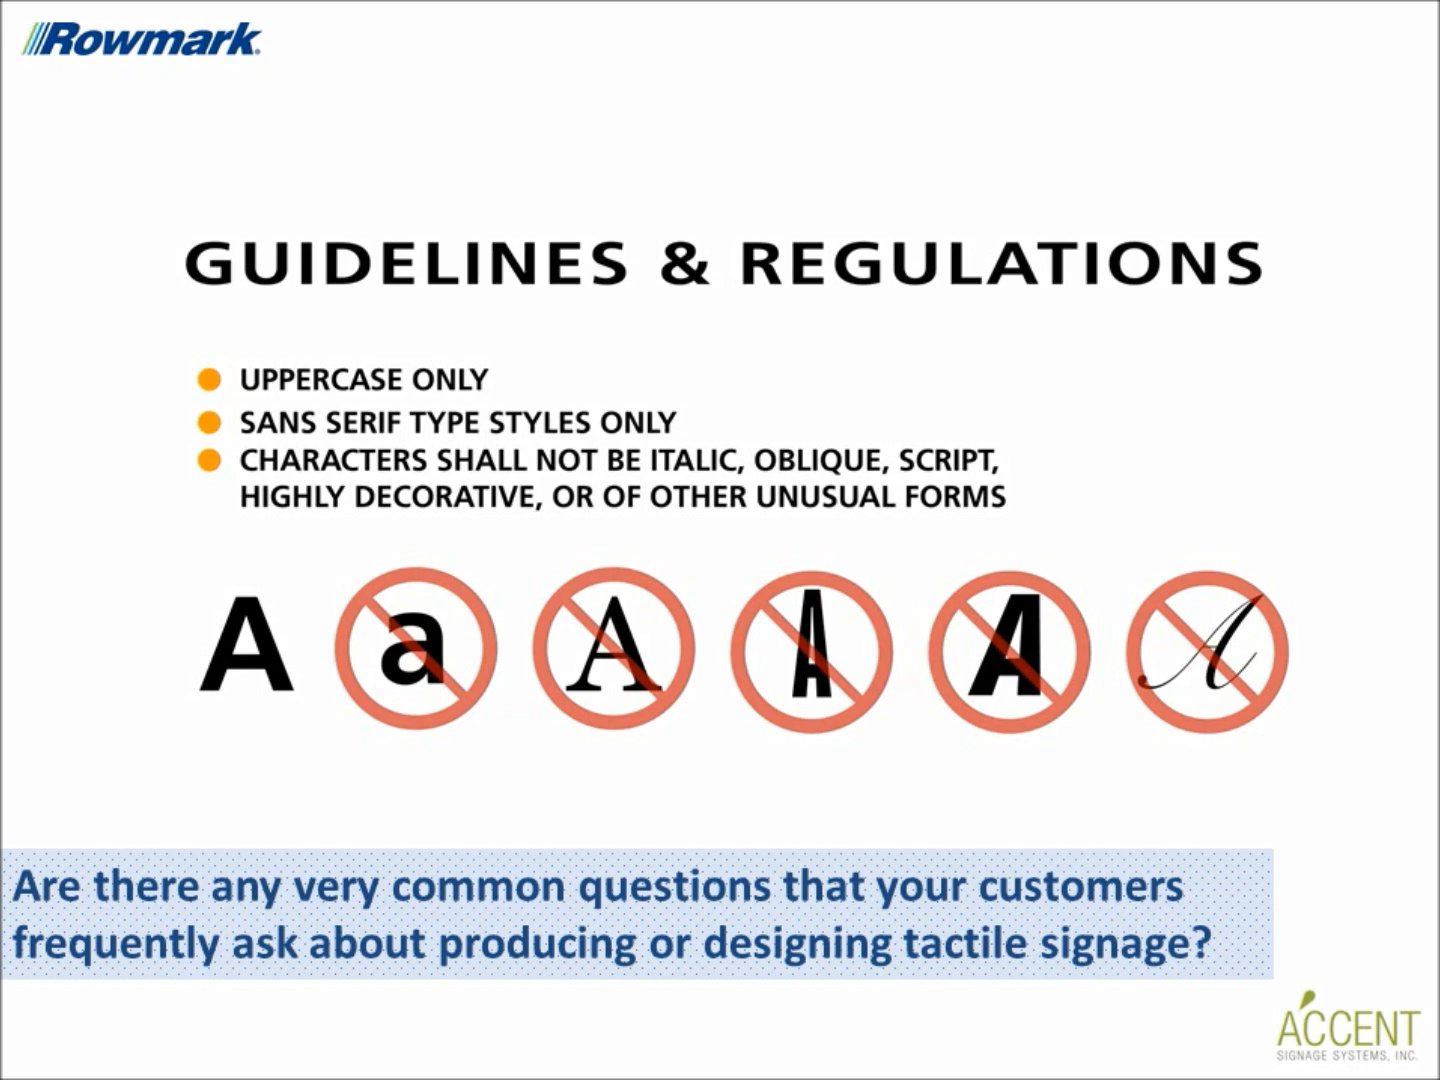 Rowmark®
GUIDELINES & REGULATIONS
UPPERCASE ONLY
SANS SERIF TYPE STYLES ONLY
CHARACTERS SHALL NOT BE ITALIC, OBLIQUE, SCRIPT,
HIGHLY DECORATIVE, OR OF OTHER UNUSUAL FORMS
A a A A A A
Are there any very common questions that your customers
frequently ask about producing or designing tactile signage?
ACCENT
SIGNAGE SYSTEMS, INC.